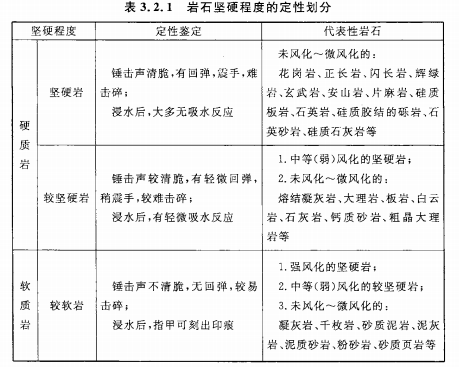 表 3.2.1 岩石坚硬程度的定性划分
坚硬程度 定性鉴定 代表性岩石
硬质岩
坚硬岩
锤击声清脆,有回弹,震手,难
击碎;
浸水后,大多无吸水反应
未风化～微风化的:
花岗岩、正长岩、闪长岩、辉绿
岩、玄武岩、安山岩、片麻岩、硅质
板岩、石英岩、硅质胶结的砾岩、石
英砂岩、硅质石灰岩等
较坚硬岩
锤击声较清脆,有轻微回弹,
稍震手,较难击碎;
浸水后,有轻微吸水反应
1.中等(弱)风化的坚硬岩;
2.未风化～微风化的:
熔结凝灰岩、大理岩、板岩、白云
岩、石灰岩、钙质砂岩、粗晶大理
岩等
软质岩
较软岩
锤击声不清脆,无回弹,较易
击碎;
浸水后,指甲可刻出印痕
1.强风化的坚硬岩;
2.中等(弱)风化的较坚硬岩;
3.未风化～微风化的:
凝灰岩、千枚岩、砂质泥岩、泥灰
岩、泥质砂岩、粉砂岩、砂质页岩等